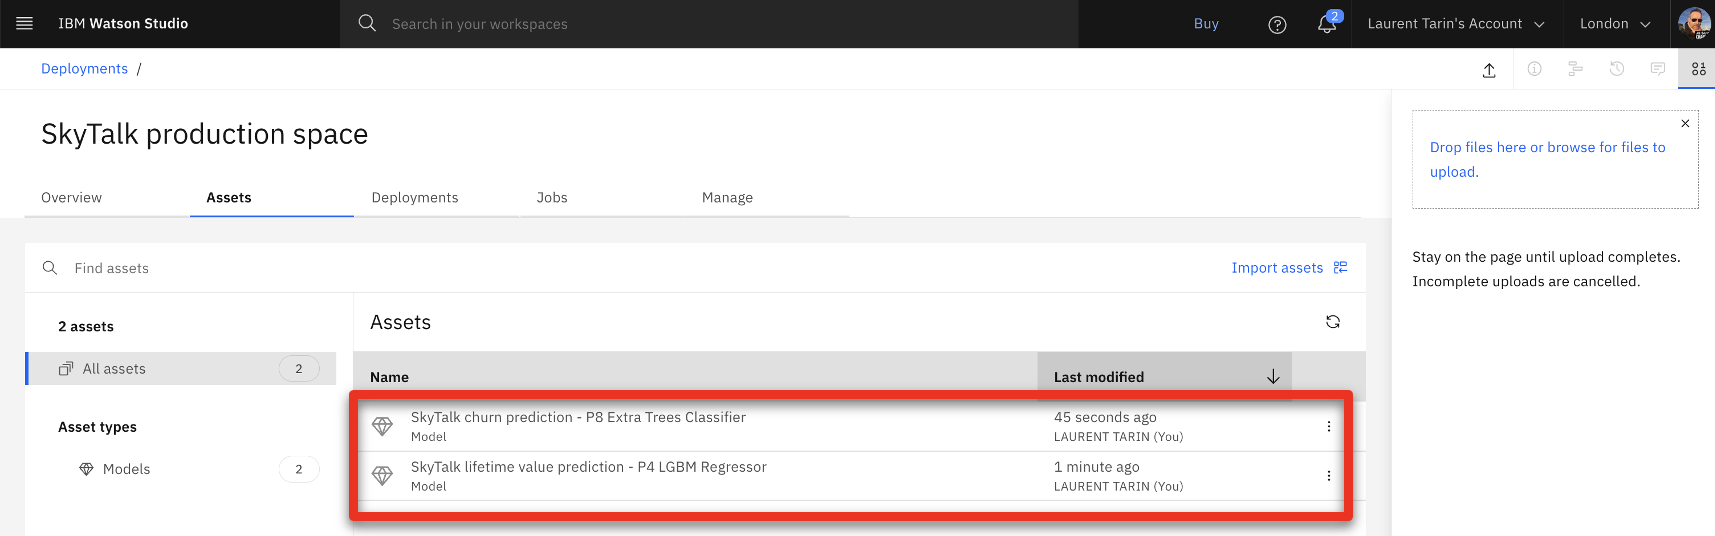 IBM Watson Studio
Search in your workspaces
Buy
2
Laurent Tarin's Account
London
Deployments /
SkyTalk production space
Overview
Assets
Deployments
Jobs
Manage
Find assets
Import assets
2 assets
All assets
2
Asset types
Models
2
Assets
Name
Last modified
SkyTalk churn prediction - P8 Extra Trees Classifier
Model
45 seconds ago
LAURENT TARIN (You)
SkyTalk lifetime value prediction - P4 LGBM Regressor
Model
1 minute ago
LAURENT TARIN (You)
Drop files here or browse for files to
upload.
Stay on the page until upload completes.
Incomplete uploads are cancelled.